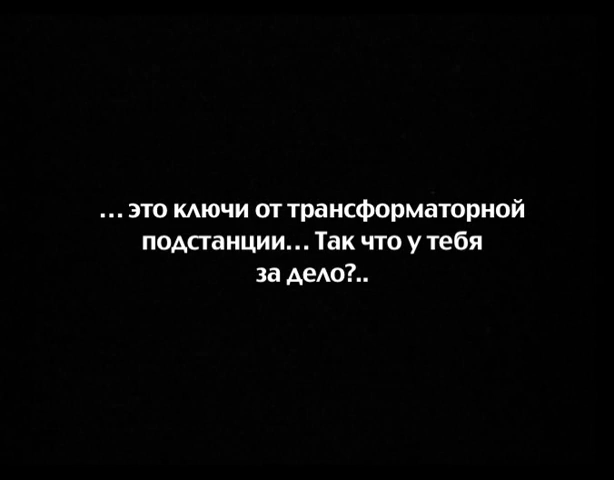 ...это ключи от трансформаторной
подстанции... Так что у тебя
за дело?..